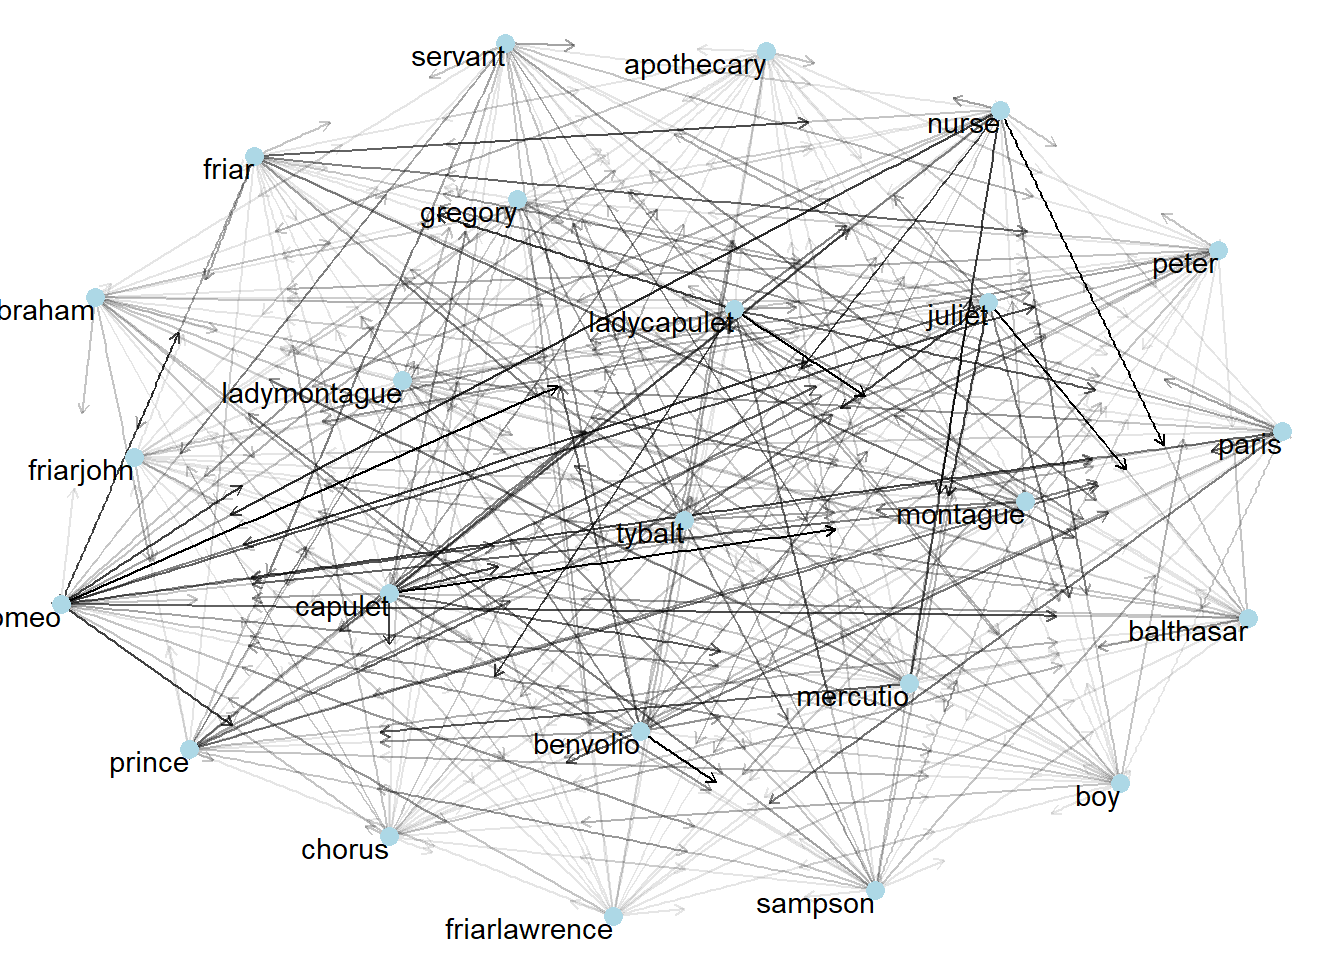 servant
apothecary
nurse
friar
gregory
peter
braham
ladycapulet
juliet
ladymontague
paris
friarjohn
montague
tybalt
capulet
omeo
balthasar
mercutio
benvolio
prince
boy
chorus
sampson
friarlawrence